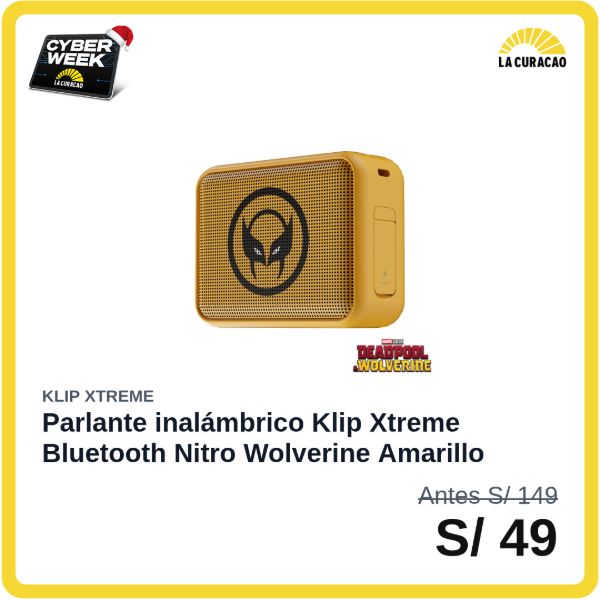 CYBER
WEEK
LA CURACAO
LA CURACAO
DEADPOOL
& WOLVERINE
KLIP XTREME
Parlante inalámbrico Klip Xtreme
Bluetooth Nitro Wolverine Amarillo
Antes S/ 149
S/ 49